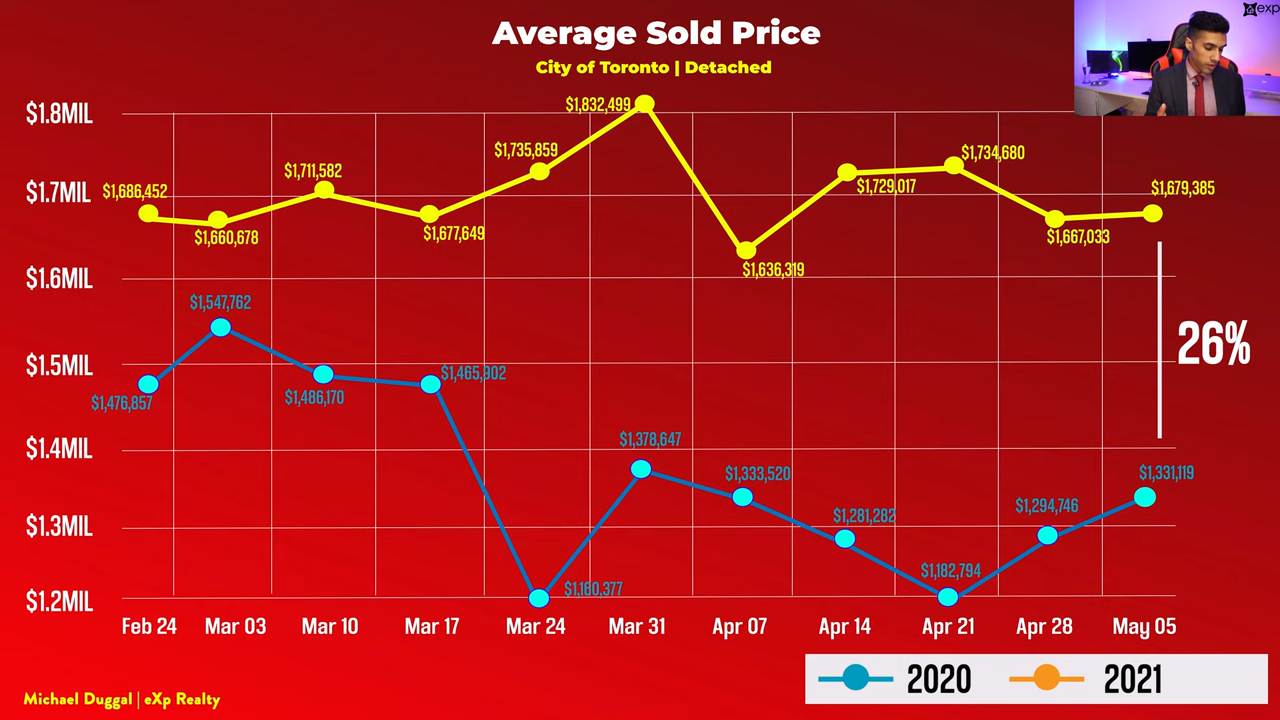 Average Sold Price
City of Toronto | Detached
exp
$1.8MIL
$1.7MIL
$1.6MIL
$1.5MIL
$1.4MIL
$1.3MIL
$1.2MIL
$1,686,452
$1,660,678
$1,711,582
$1,677,649
$1,735,859
$1,832,499
$1,636,319
$1,729,017
$1,734,680
$1,667,033
$1,679,385
$1,476,857
$1,547,762
$1,486,170
$1,465,902
$1,180,377
$1,378,647
$1,333,520
$1,281,282
$1,182,794
$1,294,746
$1,331,119
26%
Feb 24 Mar 03 Mar 10 Mar 17 Mar 24 Mar 31 Apr 07 Apr 14 Apr 21 Apr 28 May 05
2020 2021
Michael Duggal | eXp Realty